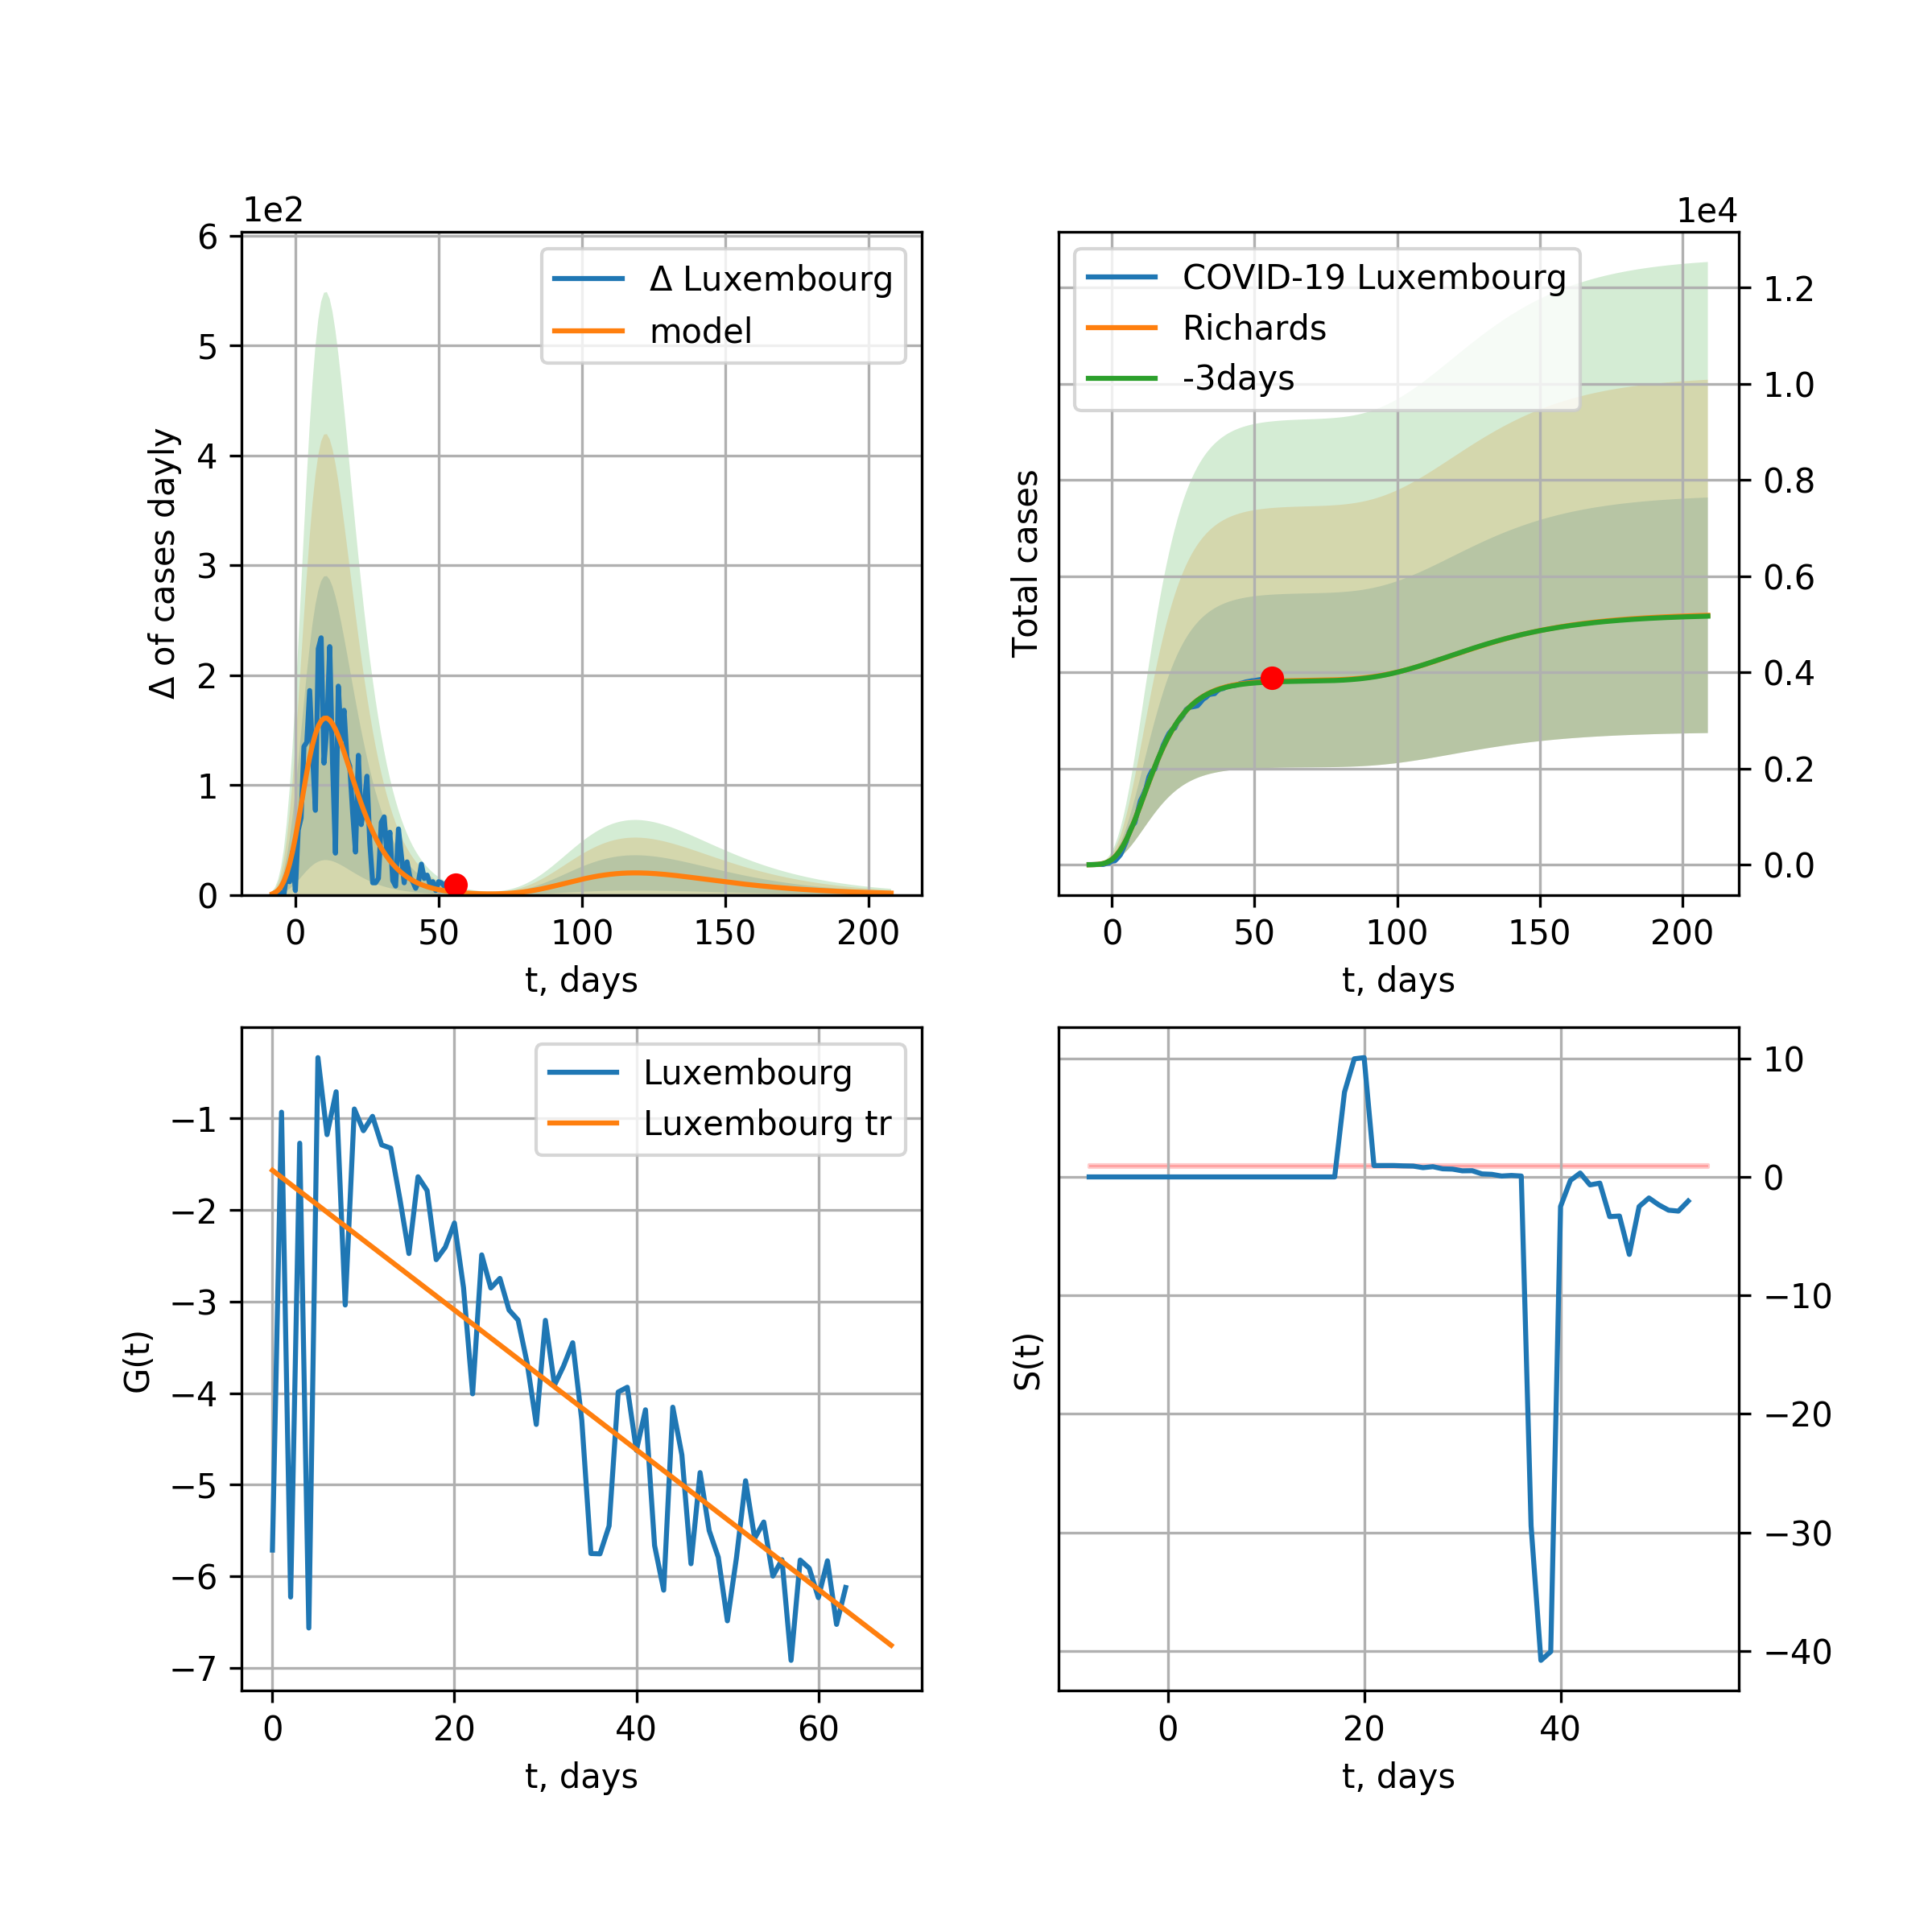 1e2
6
5
4
3
2
1
0
Δ of cases dayly
Δ Luxembourg
model
0 50 100 150 200
t, days
1e4
COVID-19 Luxembourg
Richards
-3days
Total cases
1.2
1.0
0.8
0.6
0.4
0.2
0.0
0 50 100 150 200
t, days
Luxembourg
Luxembourg tr
G(t)
−1
−2
−3
−4
−5
−6
−7
0 20 40 60
t, days
S(t)
10
0
−10
−20
−30
−40
0 20 40
t, days